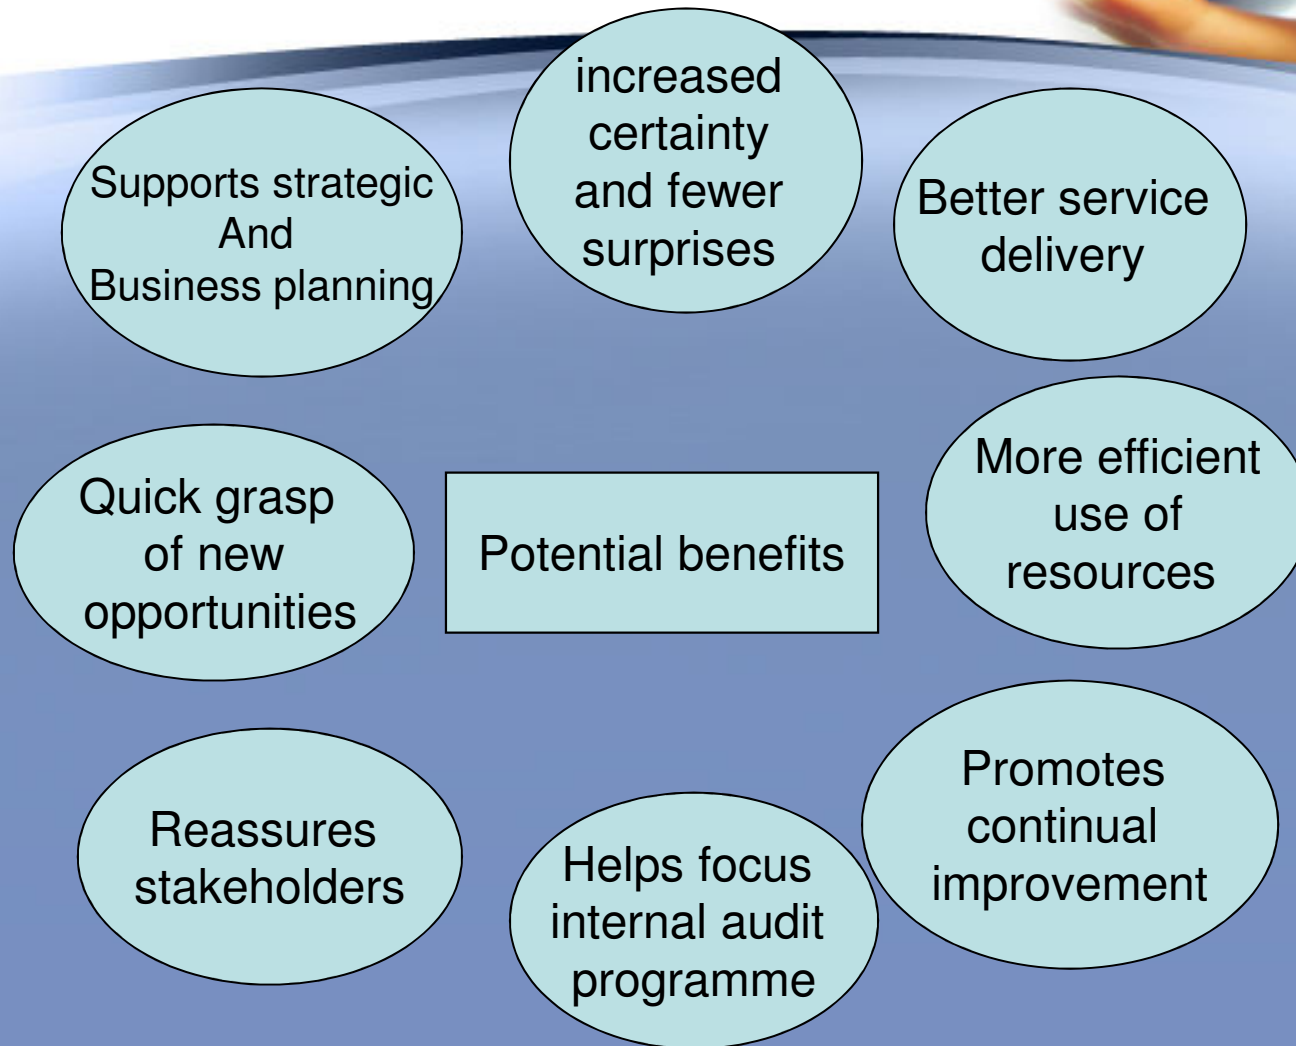 increased
certainty
and fewer
surprises
Supports strategic
And
Business planning
Better service
delivery
Quick grasp
of new
opportunities
Potential benefits
More efficient
use of
resources
Reassures
stakeholders
Helps focus
internal audit
programme
Promotes
continual
improvement